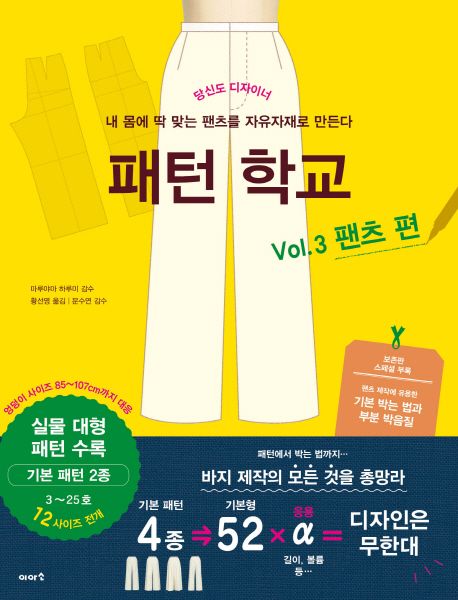 당신도 디자이너
내 몸에 딱 맞는 팬츠를 자유자재로 만든다
패턴 학교
Vol.3 팬츠 편
마루야마 하루미 감수
황선영 옮김 | 문수연 감수
보존판
스페셜 부록
팬츠 제작에 유용한
기본 박는 법과
부분 박음질
엉덩이 사이즈 85~107cm까지 대응
실물 대형
패턴 수록
기본 패턴 2종
3~25호
12사이즈 전개
패턴에서 박는 법까지…
바지 제작의 모든 것을 총망라
기본 패턴
4종
⇒
기본형
52
×
응용
α
길이, 볼륨
등…
=
디자인은
무한대
이아소